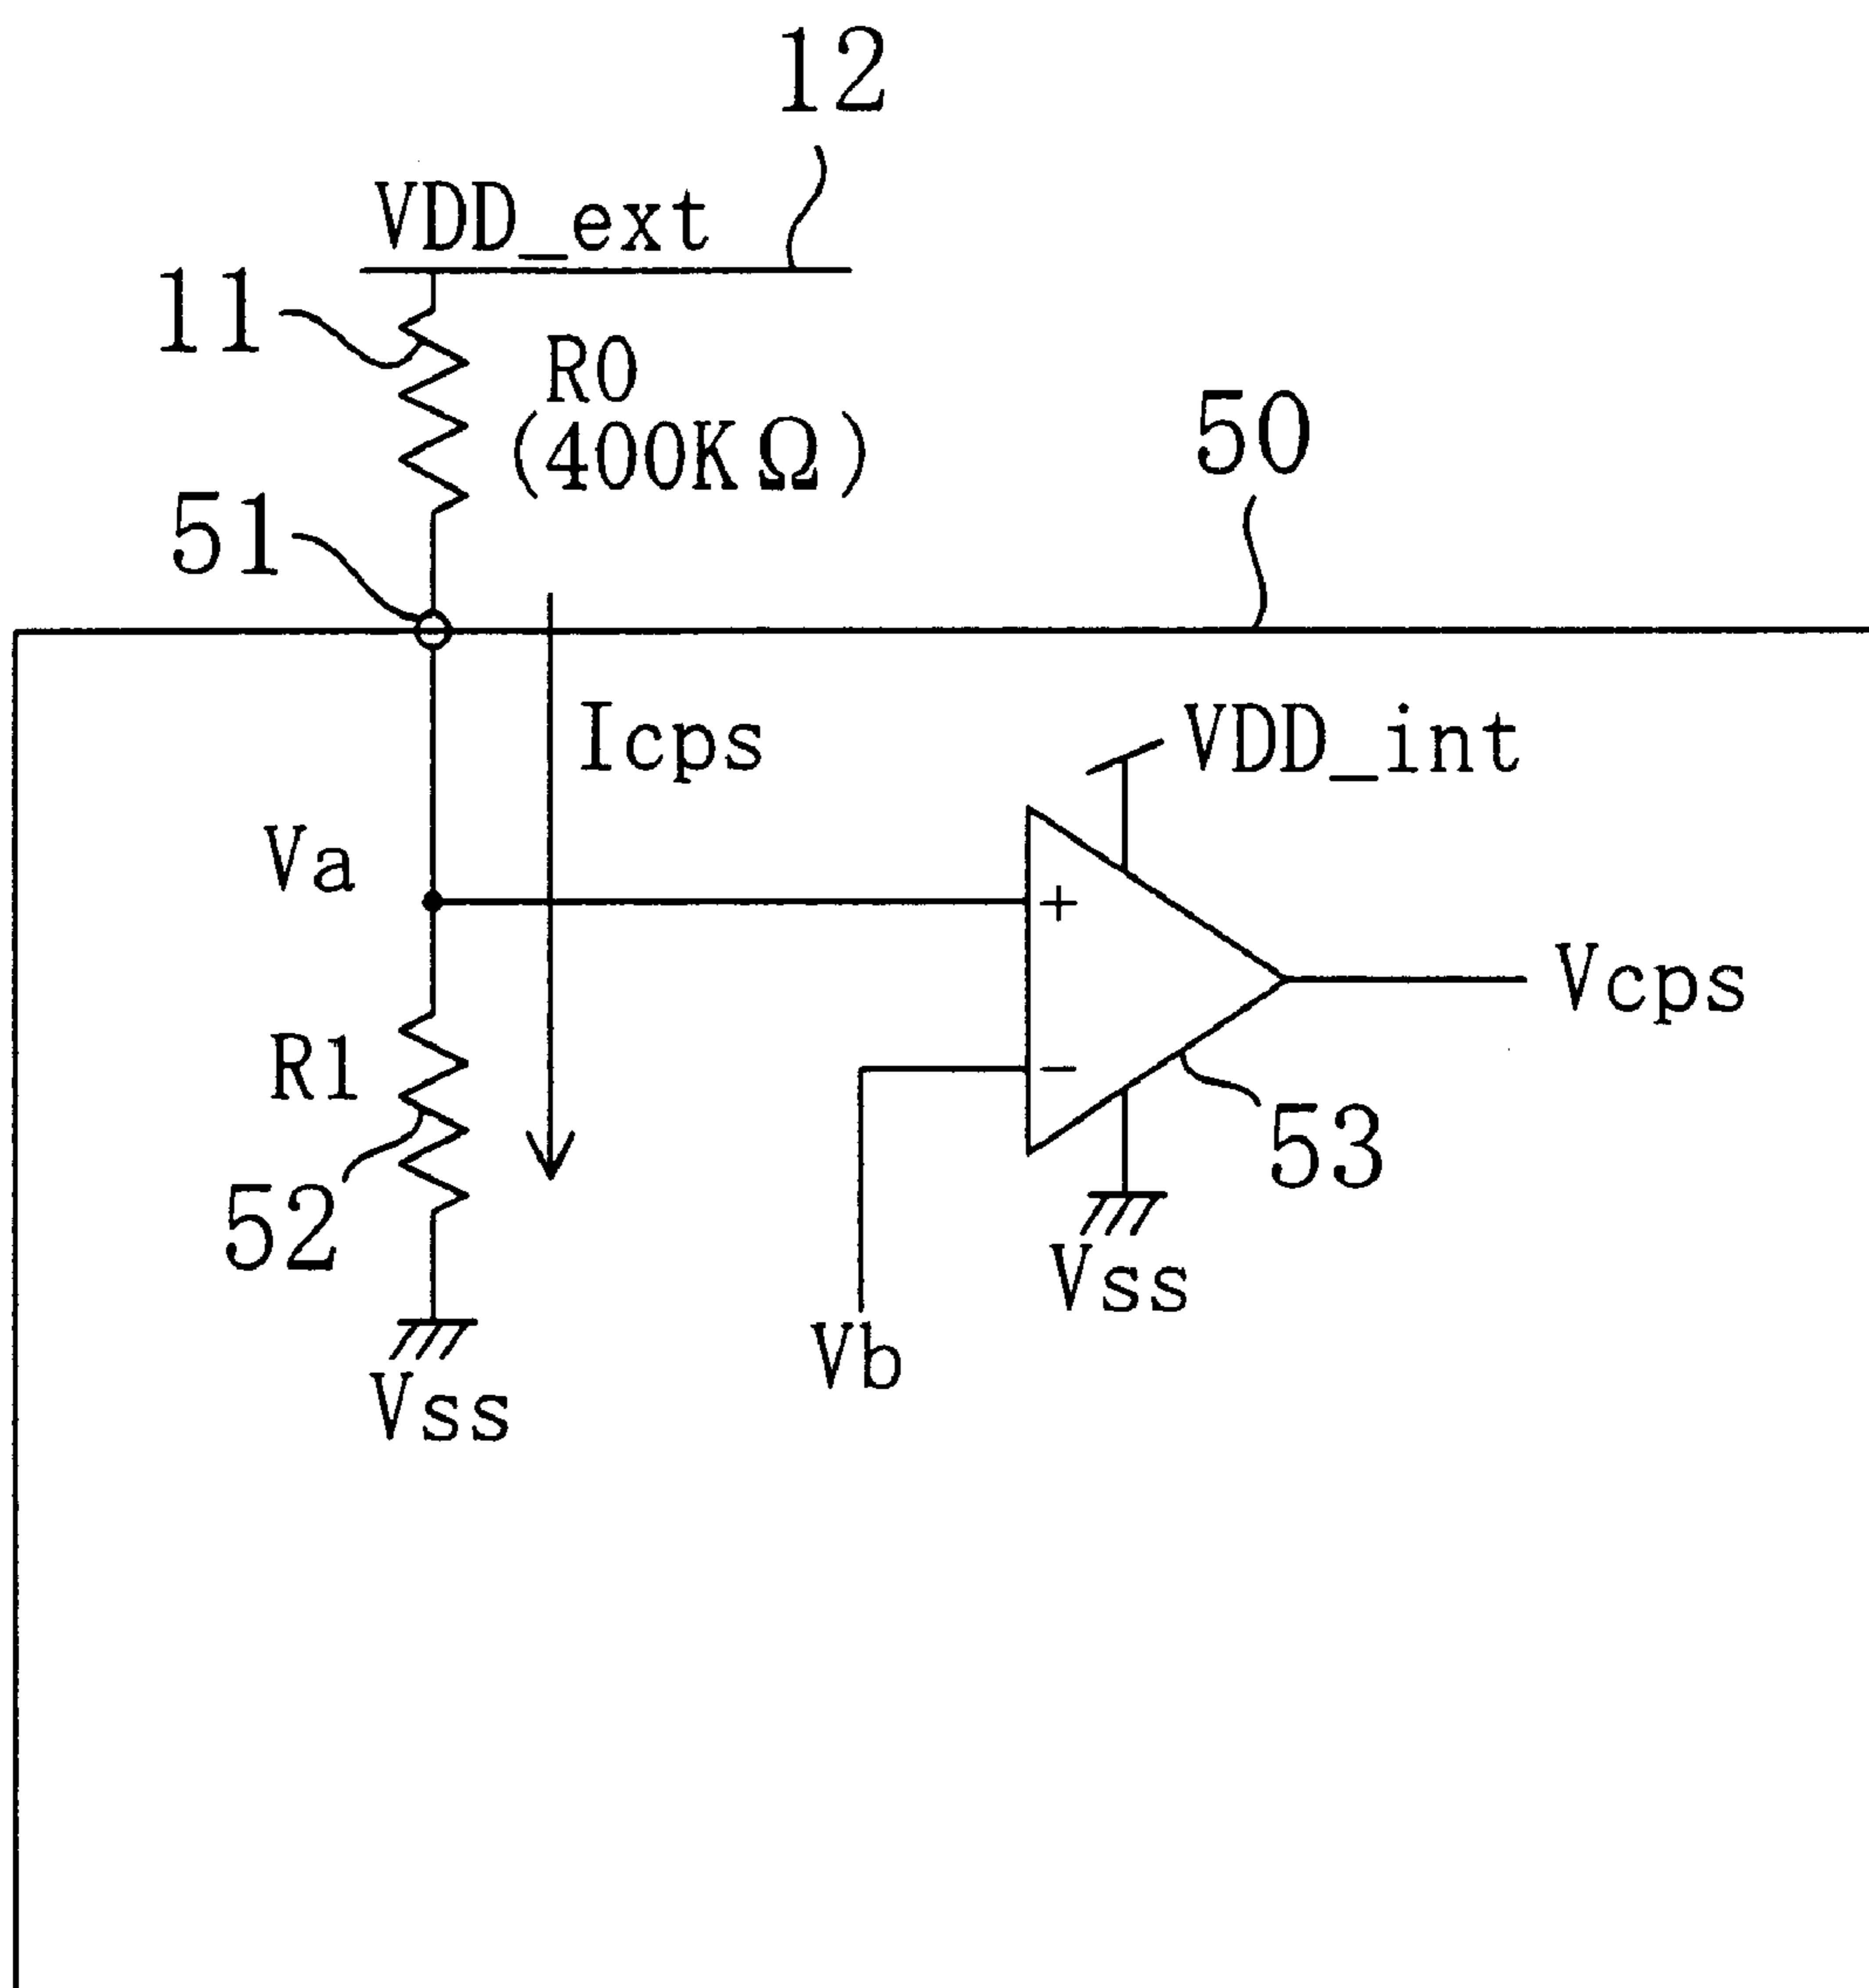 12
VDD_ext
11
R0
(400KΩ)
50
51
Icps
VDD_int
Va
+
Vcps
R1
−
53
52
Vss
Vb
Vss